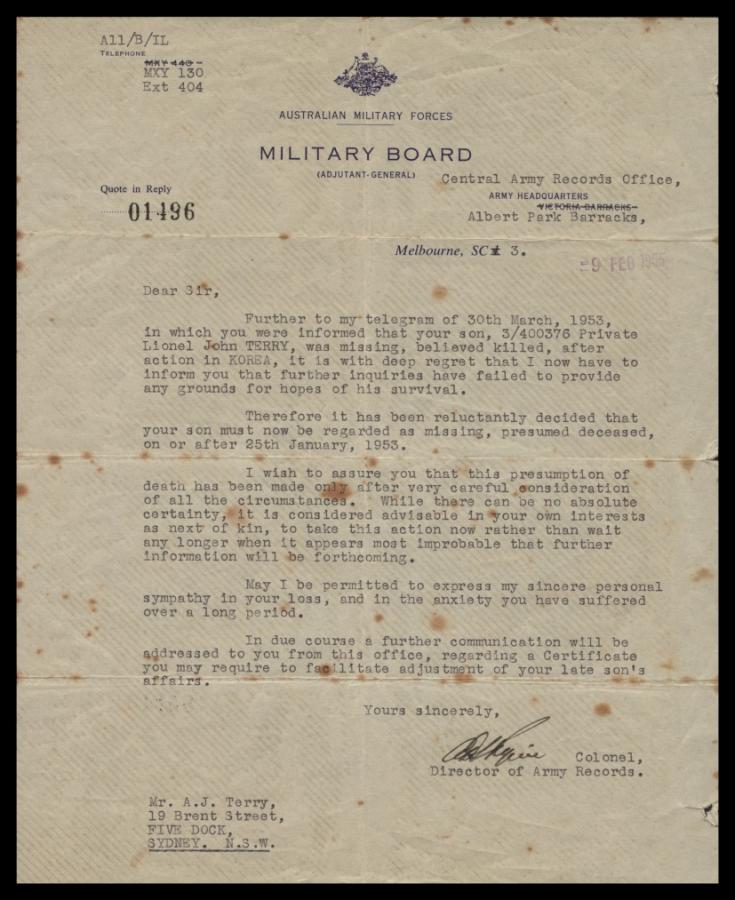 A11/B/IL
TELEPHONE
MXY 440 -
MXY 130
Ext 404
AUSTRALIAN MILITARY FORCES
MILITARY BOARD
(ADJUTANT-GENERAL)
Central Army Records Office,
ARMY HEADQUARTERS
VICTORIA BARRACKS
Albert Park Barracks,
Quote in Reply
01496
Melbourne, SC1 3.
-9 FEB
Dear Sir,
Further to my telegram of 30th March, 1953,
in which you were informed that your son, 3/400376 Private
Lionel John TERRY, was missing, believed killed, after
action in KOREA, it is with deep regret that I now have to
inform you that further inquiries have failed to provide
any grounds for hopes of his survival.
Therefore it has been reluctantly decided that
your son must now be regarded as missing, presumed deceased,
on or after 25th January, 1953.
I wish to assure you that this presumption of
death has been made only after very careful consideration
of all the circumstances. While there can be no absolute
certainty, it is considered advisable in your own interests
as next of kin, to take this action now rather than wait
any longer when it appears most improbable that further
information will be forthcoming.
May I be permitted to express my sincere personal
sympathy in your loss, and in the anxiety you have suffered
over a long period.
In due course a further communication will be
addressed to you from this office, regarding a Certificate
you may require to facilitate adjustment of your late son's
affairs.
Yours sincerely,
Colonel,
Director of Army Records.
Mr. A.J. Terry,
19 Brent Street,
FIVE DOCK,
SYDNEY. N.S.W.